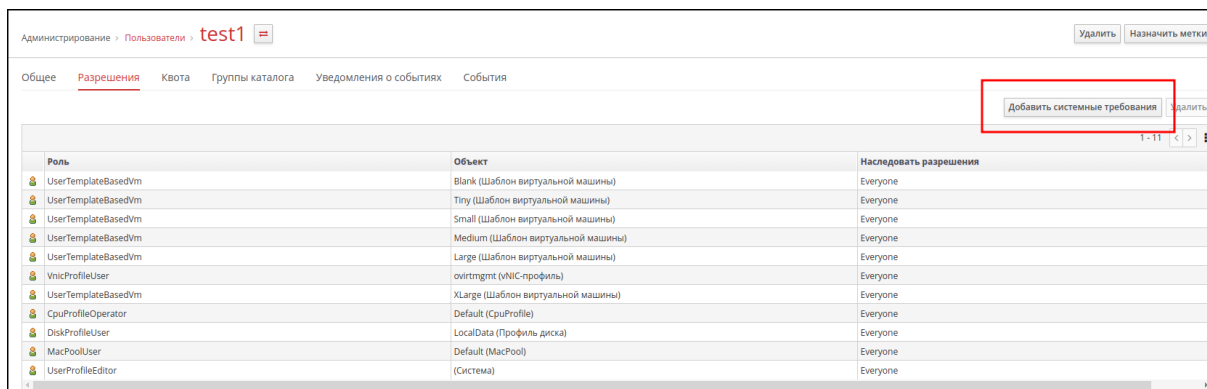 Администрирование › Пользователи › test1
Удалить Назначить метки
Общее Разрешения Квота Группы каталога Уведомления о событиях События
Добавить системные требования Удалить
1 - 11
Роль Объект Наследовать разрешения
UserTemplateBasedVm Blank (Шаблон виртуальной машины) Everyone
UserTemplateBasedVm Tiny (Шаблон виртуальной машины) Everyone
UserTemplateBasedVm Small (Шаблон виртуальной машины) Everyone
UserTemplateBasedVm Medium (Шаблон виртуальной машины) Everyone
UserTemplateBasedVm Large (Шаблон виртуальной машины) Everyone
VnicProfileUser ovirtmgmt (vNIC-профиль) Everyone
UserTemplateBasedVm XLarge (Шаблон виртуальной машины) Everyone
CpuProfileOperator Default (CpuProfile) Everyone
DiskProfileUser LocalData (Профиль диска) Everyone
MacPoolUser Default (MacPool) Everyone
UserProfileEditor (Система) Everyone